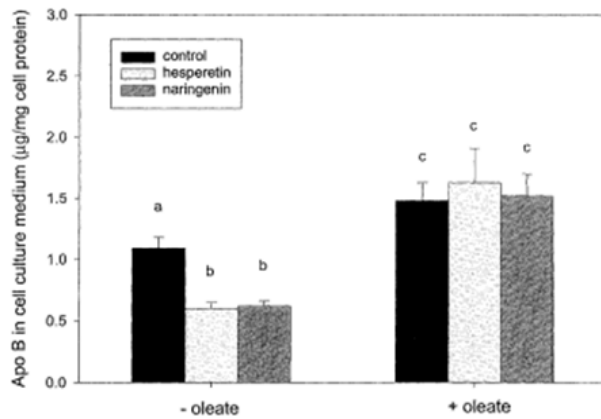 Apo B in cell culture medium (µg/mg cell protein)
3.0
2.5
2.0
1.5
1.0
0.5
0.0
control
hesperetin
naringenin
a
b
b
c
c
c
- oleate
+ oleate